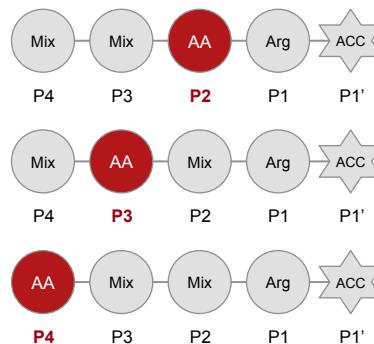 Mix Mix AA Arg ACC
P4 P3 P2 P1 P1’
Mix AA Mix Arg ACC
P4 P3 P2 P1 P1’
AA Mix Mix Arg ACC
P4 P3 P2 P1 P1’